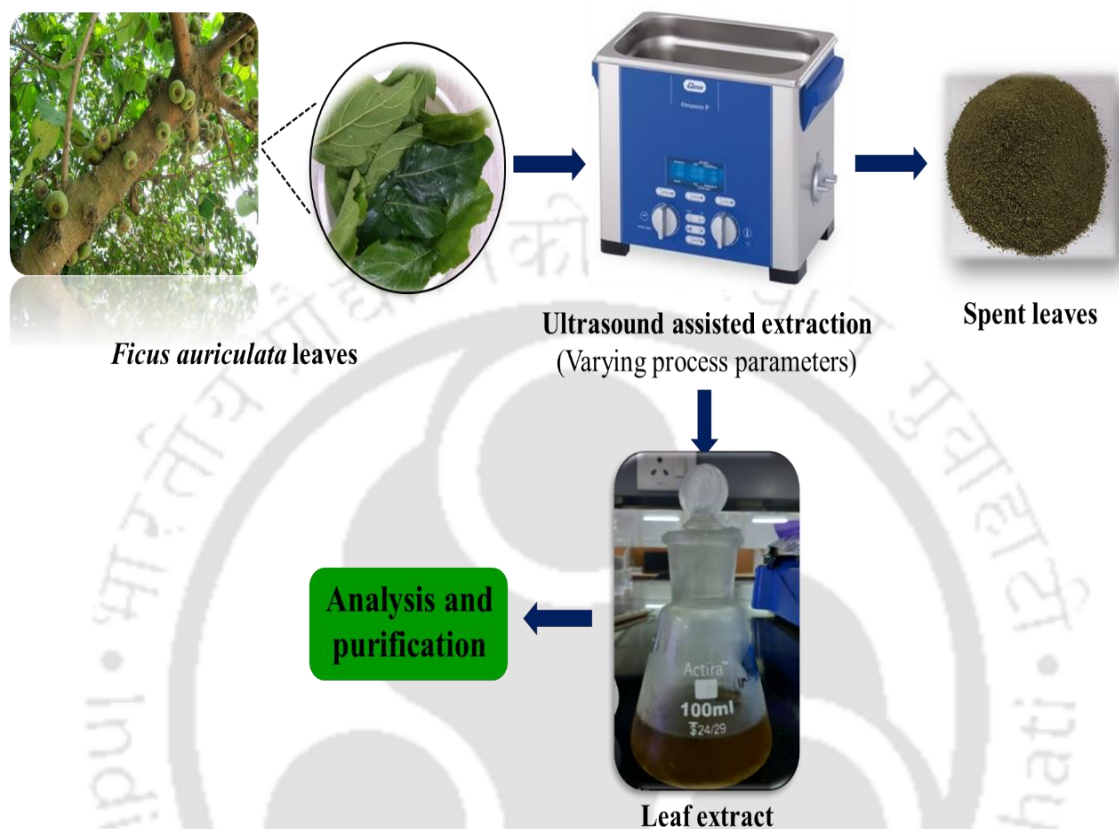 Ficus auriculata leaves
Ultrasound assisted extraction
(Varying process parameters)
Spent leaves
Analysis and
purification
Actira™
100ml
24/29
Leaf extract